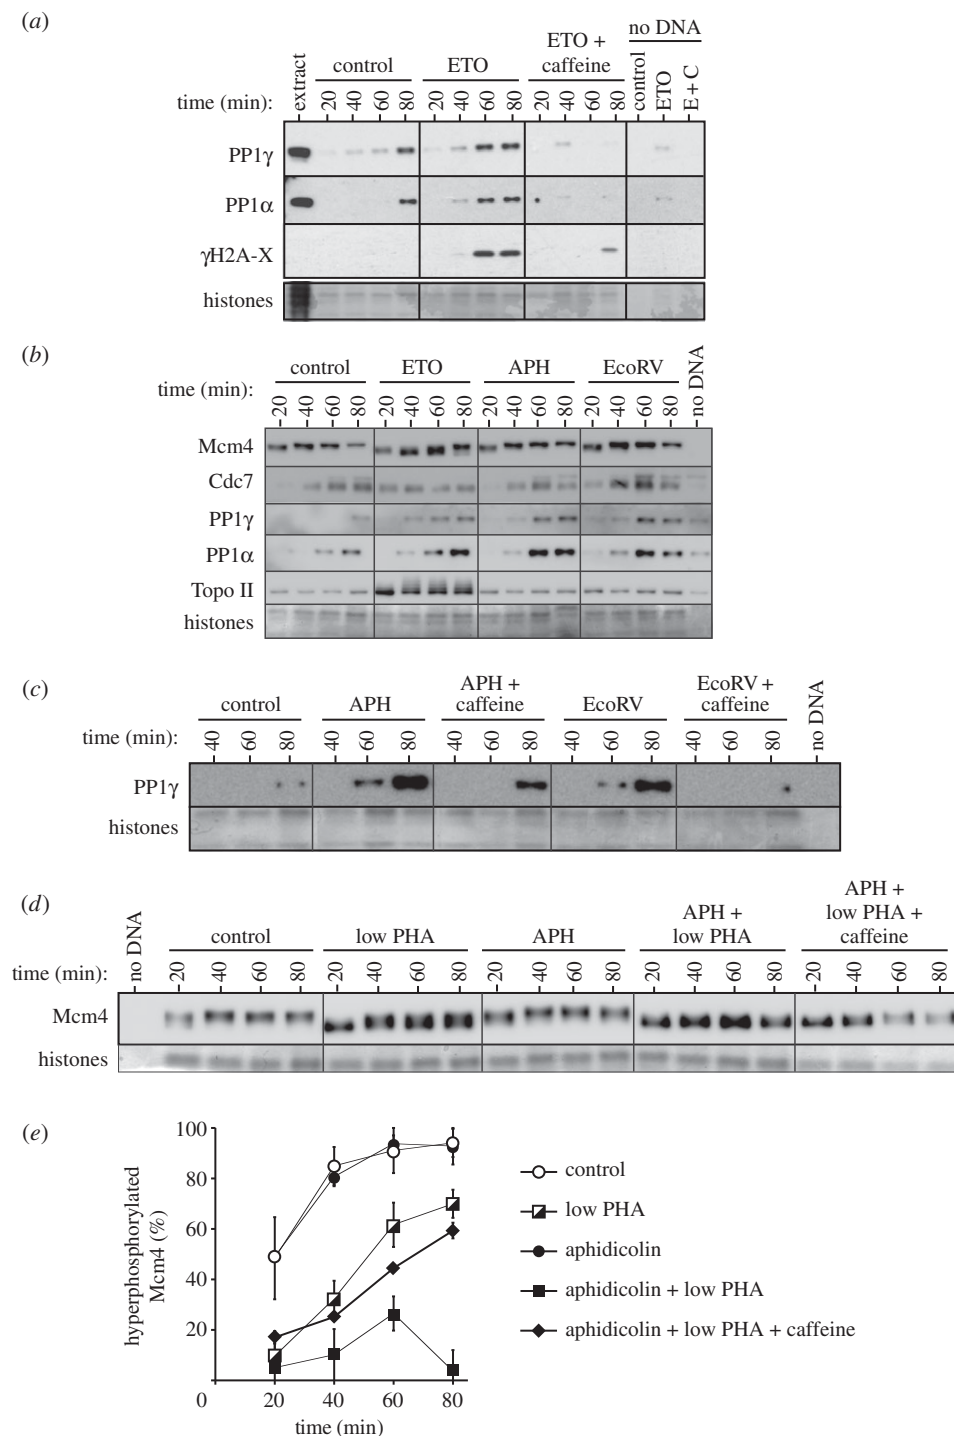 (a)
no DNA
ETO +
caffeine
control ETO
time (min): extract 20 40 60 80 20 40 60 80 20 40 60 80 control ETO E + C
PP1γ
PP1α
γH2A-X
histones
(b)
control ETO APH EcoRV
time (min): 20 40 60 80 20 40 60 80 20 40 60 80 20 40 60 80 no DNA
Mcm4
Cdc7
PP1γ
PP1α
Topo II
histones
(c)
control APH APH + caffeine EcoRV EcoRV + caffeine
time (min): 40 60 80 40 60 80 40 60 80 40 60 80 40 60 80 no DNA
PP1γ
histones
(d)
control low PHA APH APH + low PHA APH + low PHA + caffeine
time (min): no DNA 20 40 60 80 20 40 60 80 20 40 60 80 20 40 60 80 20 40 60 80
Mcm4
histones
(e)
hyperphosphorylated
Mcm4 (%)
100
80
60
40
20
0 20 40 60 80
time (min)
control
low PHA
aphidicolin
aphidicolin + low PHA
aphidicolin + low PHA + caffeine